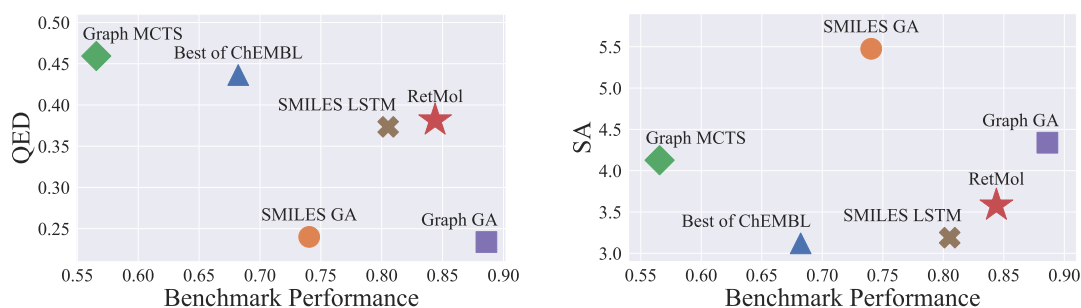 0.50
0.45
0.40
0.35
0.30
0.25
QED
Graph MCTS
Best of ChEMBL
SMILES LSTM
RetMol
SMILES GA
Graph GA
0.55 0.60 0.65 0.70 0.75 0.80 0.85 0.90
Benchmark Performance
5.5
5.0
4.5
4.0
3.5
3.0
SA
SMILES GA
Graph GA
Graph MCTS
RetMol
Best of ChEMBL
SMILES LSTM
0.55 0.60 0.65 0.70 0.75 0.80 0.85 0.90
Benchmark Performance